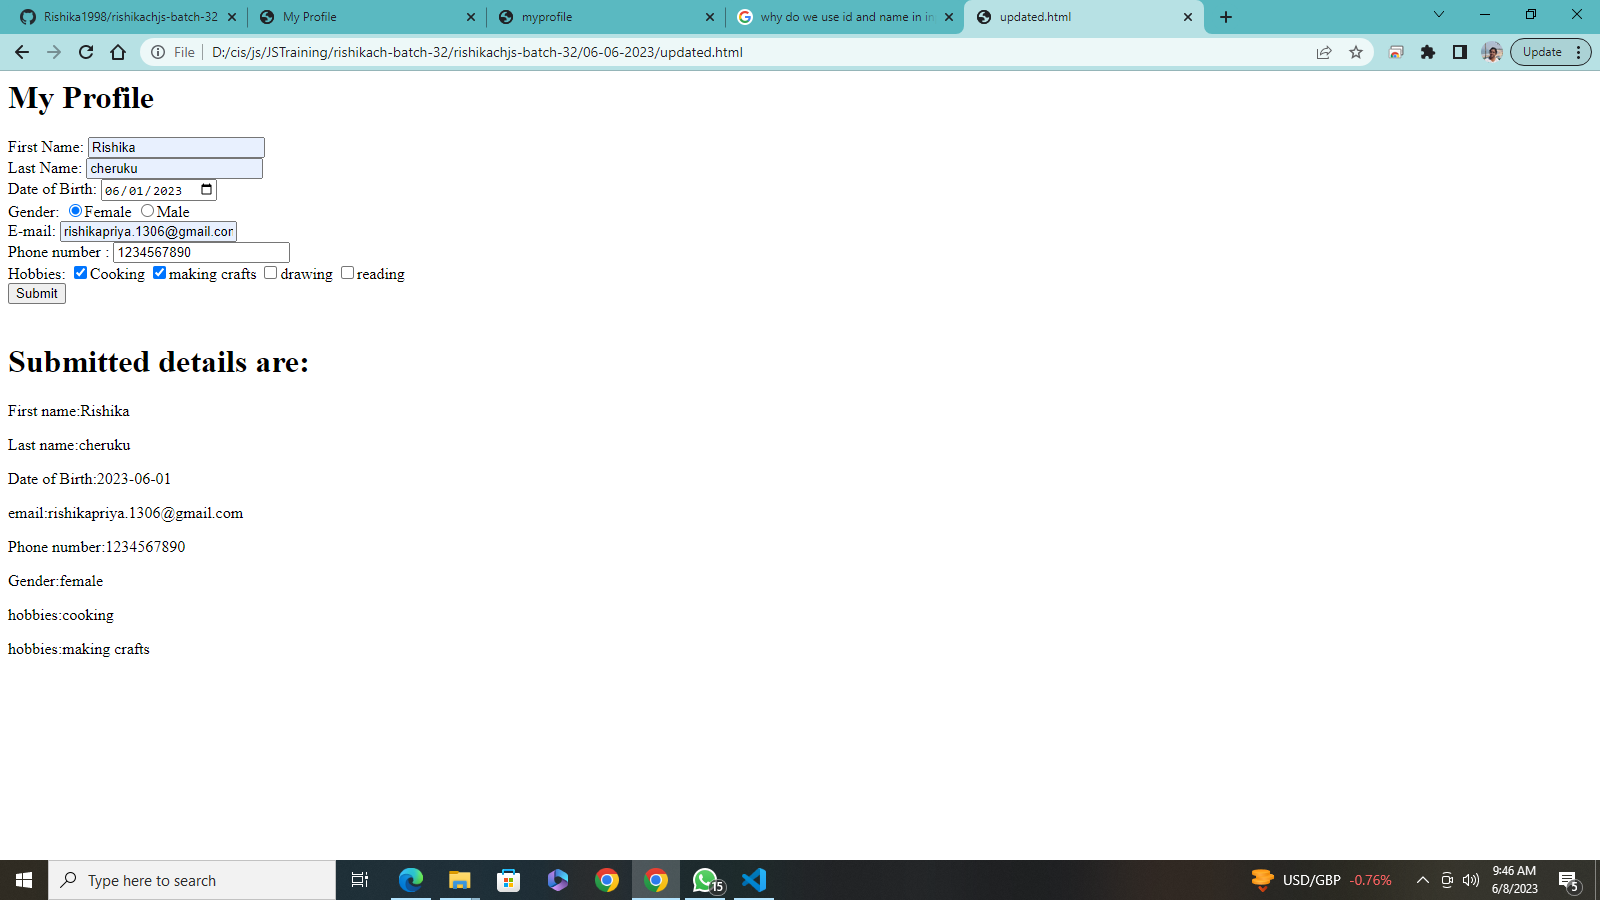 Rishika1998/rishikachjs-batch-32
My Profile
myprofile
why do we use id and name in in
updated.html
File
D:/cis/js/JSTraining/rishikach-batch-32/rishikachjs-batch-32/06-06-2023/updated.html
Update
My Profile
First Name: Rishika
Last Name: cheruku
Date of Birth: 06/01/2023
Gender: Female Male
E-mail: rishikapriya.1306@gmail.com
Phone number : 1234567890
Hobbies: Cooking making crafts drawing reading
Submit
Submitted details are:
First name:Rishika
Last name:cheruku
Date of Birth:2023-06-01
email:rishikapriya.1306@gmail.com
Phone number:1234567890
Gender:female
hobbies:cooking
hobbies:making crafts
Type here to search
15
USD/GBP -0.76%
9:46 AM
6/8/2023
5